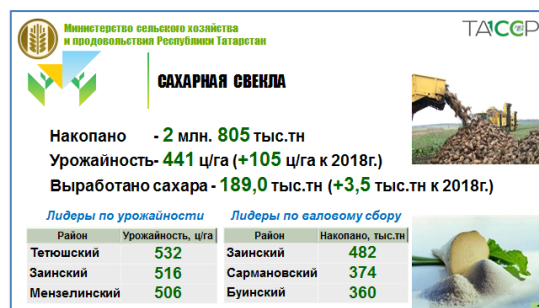 Министерство сельского хозяйства
и продовольствия Республики Татарстан
ТАССР
САХАРНАЯ СВЕКЛА
Накопано - 2 млн. 805 тыс.тн
Урожайность- 441 ц/га (+105 ц/га к 2018г.)
Выработано сахара - 189,0 тыс.тн (+3,5 тыс.тн к 2018г.)
Лидеры по урожайности
Район Урожайность, ц/га
Тетюшский 532
Заинский 516
Мензелинский 506
Лидеры по валовому сбору
Район Накопано, тыс.тн
Заинский 482
Сармановский 374
Буинский 360